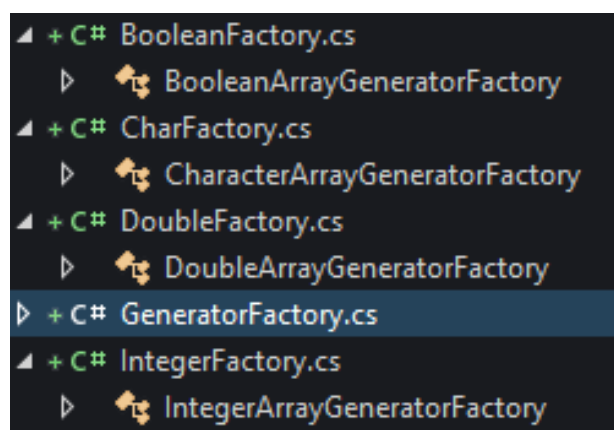 + C# BooleanFactory.cs
BooleanArrayGeneratorFactory
+ C# CharFactory.cs
CharacterArrayGeneratorFactory
+ C# DoubleFactory.cs
DoubleArrayGeneratorFactory
+ C# GeneratorFactory.cs
+ C# IntegerFactory.cs
IntegerArrayGeneratorFactory